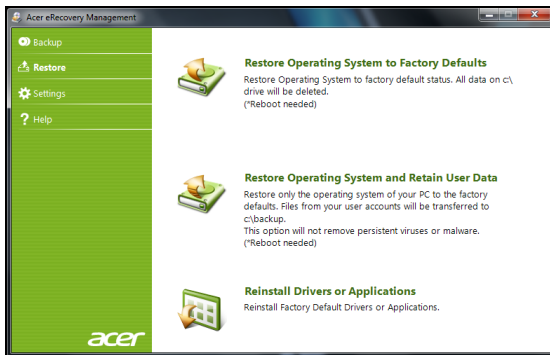 Acer eRecovery Management
Backup
Restore
Settings
? Help
Restore Operating System to Factory Defaults
Restore Operating System to factory default status. All data on c:\
drive will be deleted.
(*Reboot needed)
Restore Operating System and Retain User Data
Restore only the operating system of your PC to the factory
defaults. Files from your user accounts will be transferred to
c:\backup.
This option will not remove persistent viruses or malware.
(*Reboot needed)
Reinstall Drivers or Applications
Reinstall Factory Default Drivers or Applications.
acer